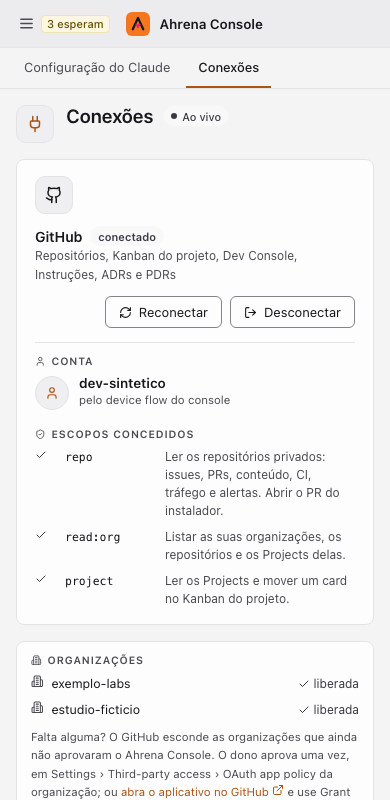 3 esperam
Ahrena Console
Configuração do Claude
Conexões
Conexões
Ao vivo
GitHub
conectado
Repositórios, Kanban do projeto, Dev Console,
Instruções, ADRs e PDRs
Reconectar
Desconectar
CONTA
dev-sintetico
pelo device flow do console
ESCOPOS CONCEDIDOS
repo
Ler os repositórios privados:
issues, PRs, conteúdo, CI,
tráfego e alertas. Abrir o PR do
instalador.
read:org
Listar as suas organizações, os
repositórios e os Projects delas.
project
Ler os Projects e mover um card
no Kanban do projeto.
ORGANIZAÇÕES
exemplo-labs
liberada
estudio-ficticio
liberada
Falta alguma? O GitHub esconde as organizações que ainda
não aprovaram o Ahrena Console. O dono aprova uma vez,
em Settings › Third-party access › OAuth app policy da
organização; ou abra o aplicativo no GitHub e use Grant